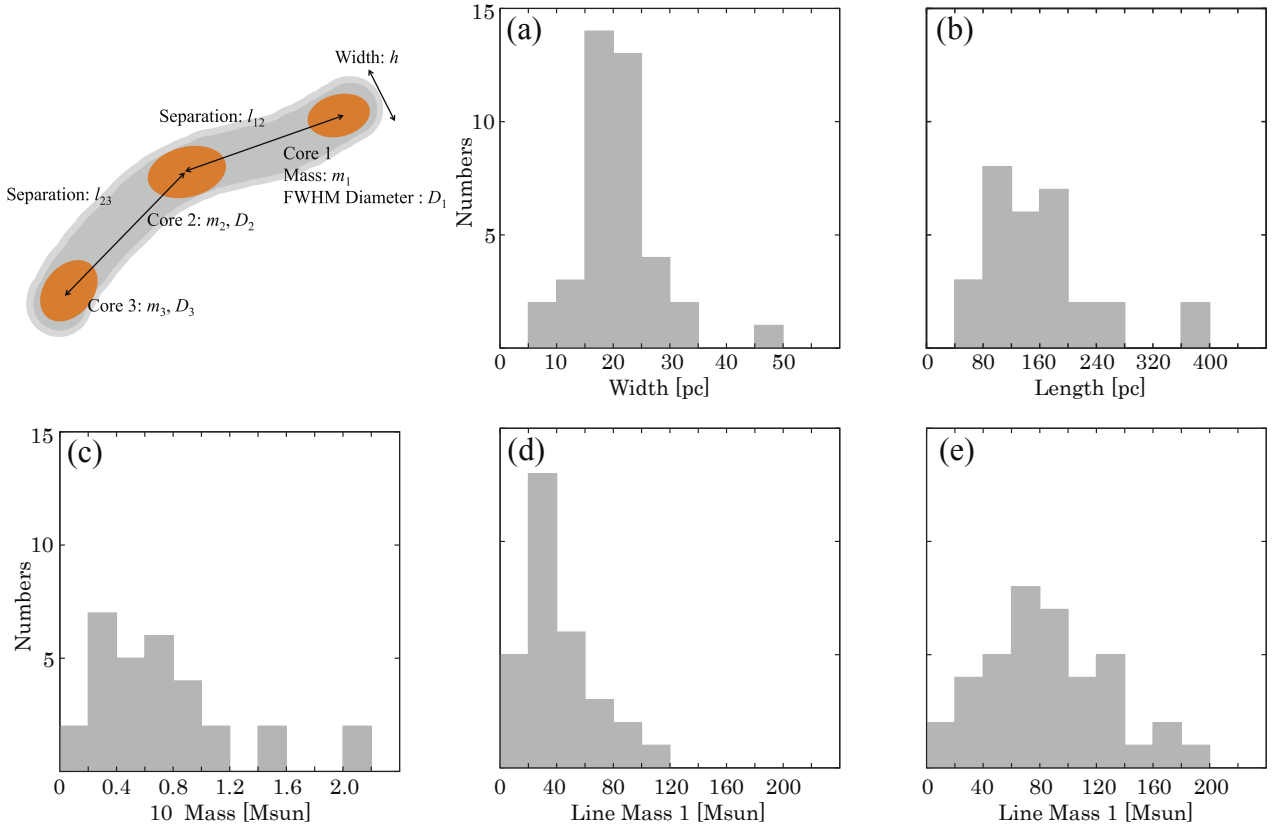 Width: h
Separation: l12
Core 1
Mass: m1
FWHM Diameter : D1
Separation: l23
Core 2: m2, D2
Core 3: m3, D3
(a)
15
10
5
Numbers
0 10 20 30 40 50
Width [pc]
(b)
0 80 160 240 320 400
Length [pc]
(c)
15
10
5
Numbers
0 0.4 0.8 1.2 1.6 2.0
10 Mass [Msun]
(d)
0 40 80 120 160 200
Line Mass 1 [Msun]
(e)
0 40 80 120 160 200
Line Mass 1 [Msun]